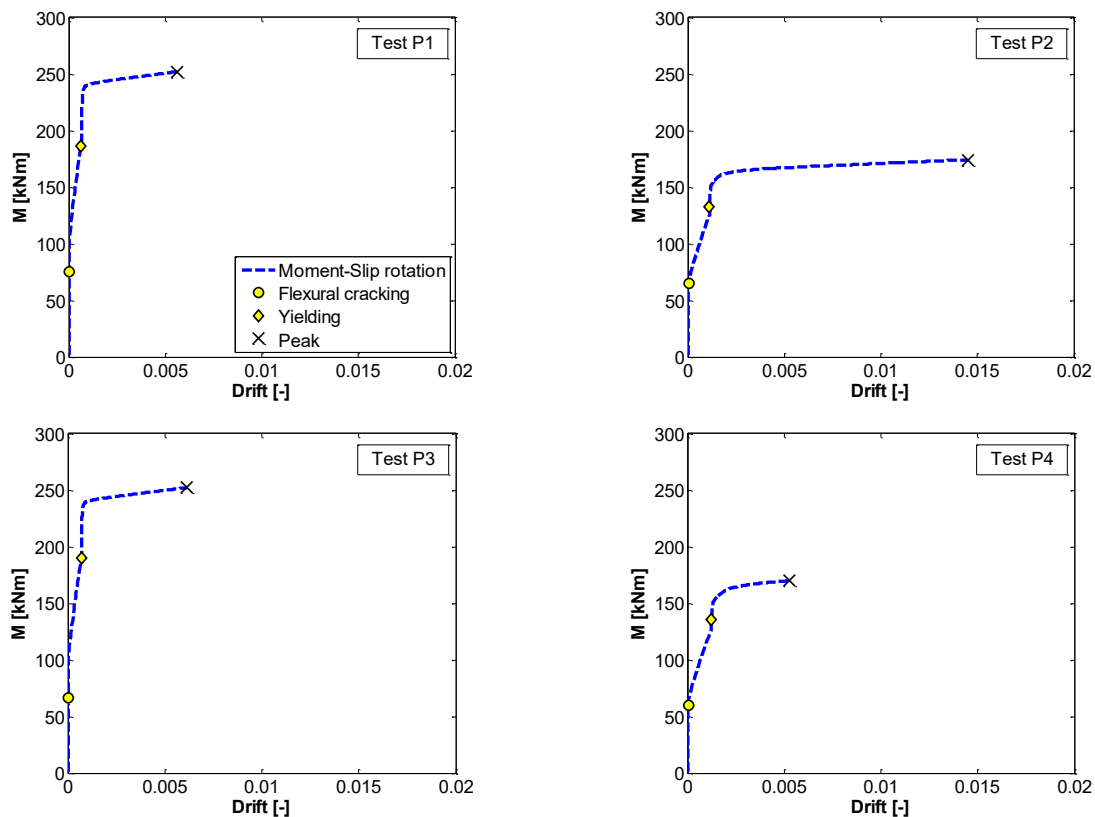 300
Test P1
250
200
150
100
50
0
M [kNm]
Moment-Slip rotation
Flexural cracking
Yielding
Peak
0 0.005 0.01 0.015 0.02
Drift [-]
300
Test P2
250
200
150
100
50
0
M [kNm]
0 0.005 0.01 0.015 0.02
Drift [-]
300
Test P3
250
200
150
100
50
0
M [kNm]
0 0.005 0.01 0.015 0.02
Drift [-]
300
Test P4
250
200
150
100
50
0
M [kNm]
0 0.005 0.01 0.015 0.02
Drift [-]